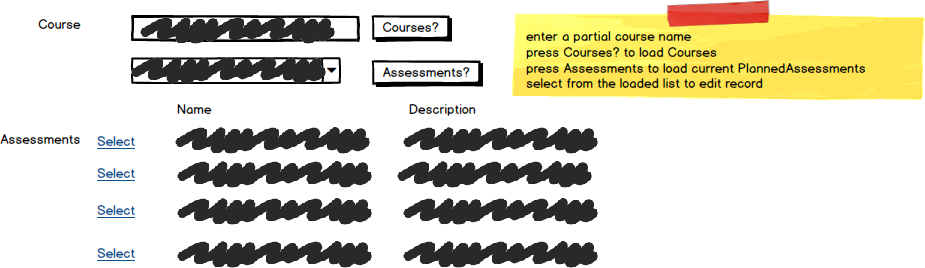 Course
Courses?
Assessments?
enter a partial course name
press Courses? to load Courses
press Assessments to load current PlannedAssessments
select from the loaded list to edit record
Name Description
Assessments Select
Select
Select
Select